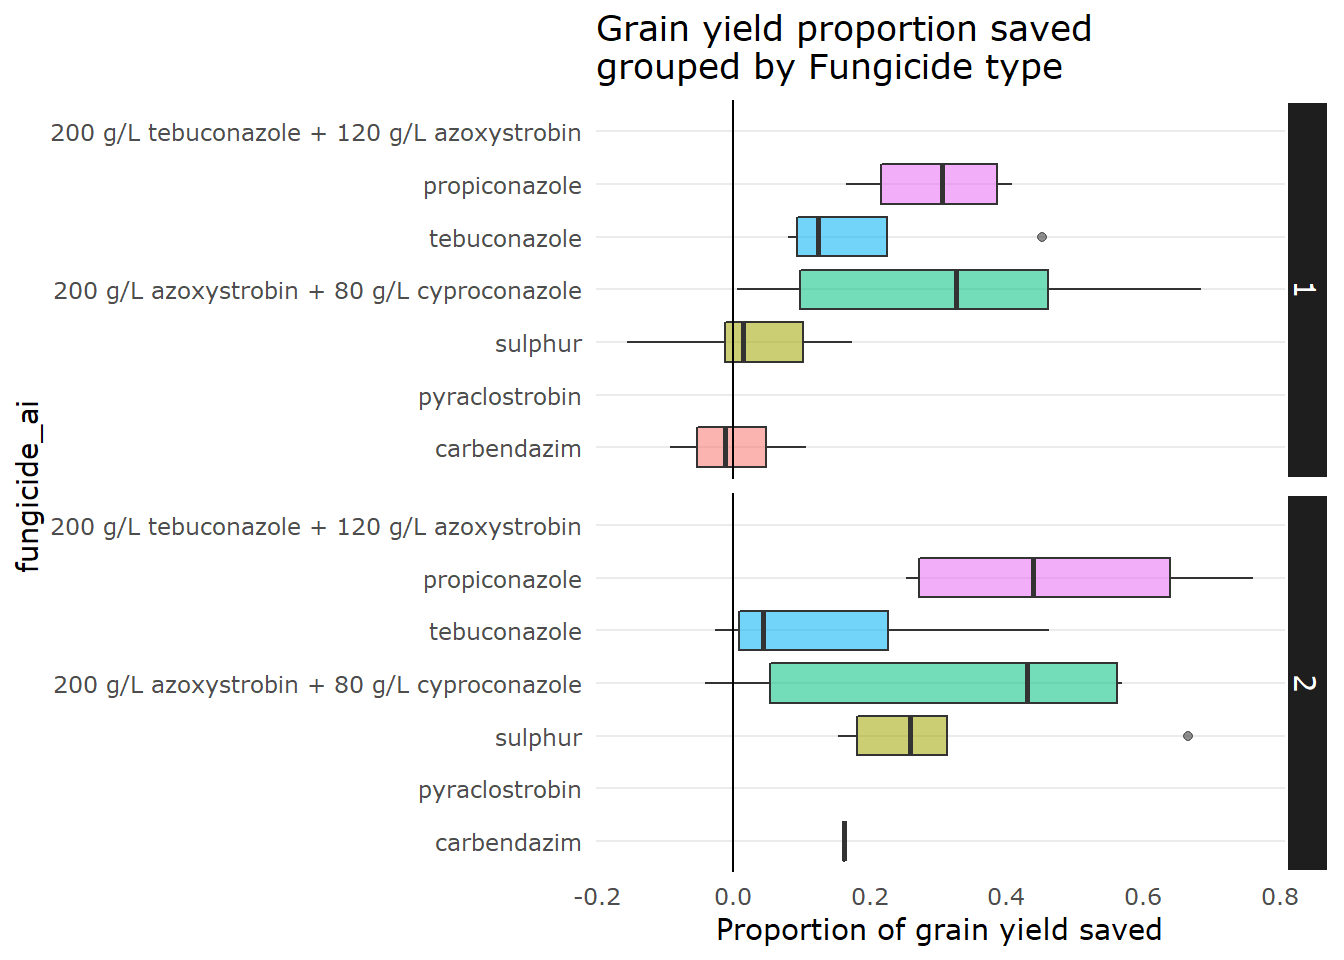 Grain yield proportion saved
grouped by Fungicide type
fungicide_ai
200 g/L tebuconazole + 120 g/L azoxystrobin
propiconazole
tebuconazole
200 g/L azoxystrobin + 80 g/L cyproconazole
sulphur
pyraclostrobin
carbendazim
1
200 g/L tebuconazole + 120 g/L azoxystrobin
propiconazole
tebuconazole
200 g/L azoxystrobin + 80 g/L cyproconazole
sulphur
pyraclostrobin
carbendazim
2
-0.2 0.0 0.2 0.4 0.6 0.8
Proportion of grain yield saved